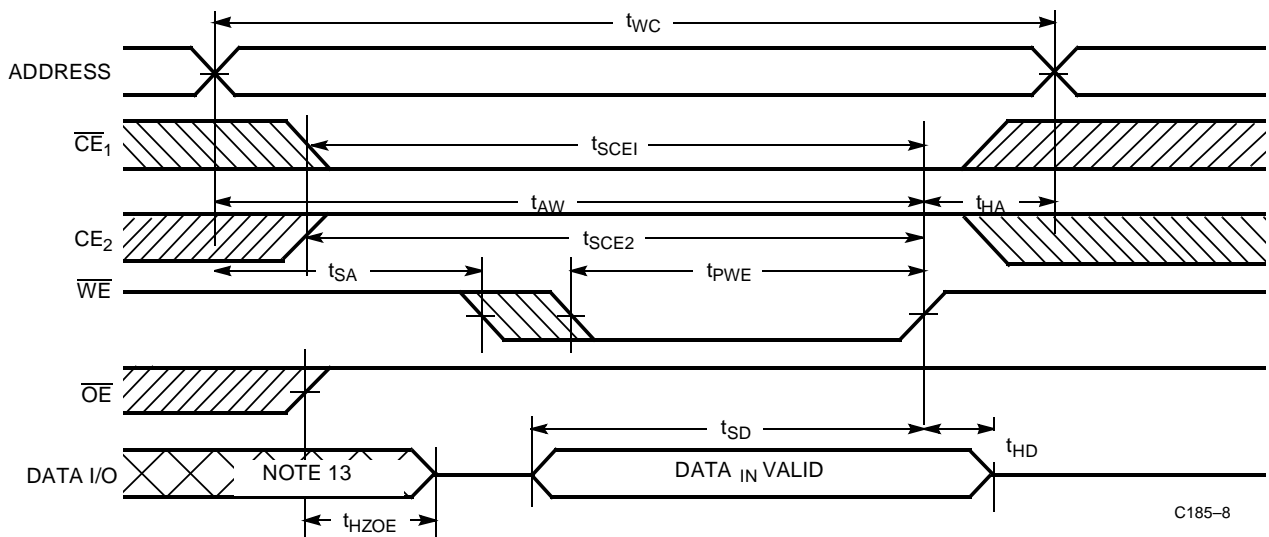 tWC
ADDRESS
CE1
tSCEI
tAW
tHA
CE2
tSCE2
tSA
tPWE
WE
OE
tSD
tHD
DATA I/O
NOTE 13
DATA IN VALID
tHZOE
C185–8